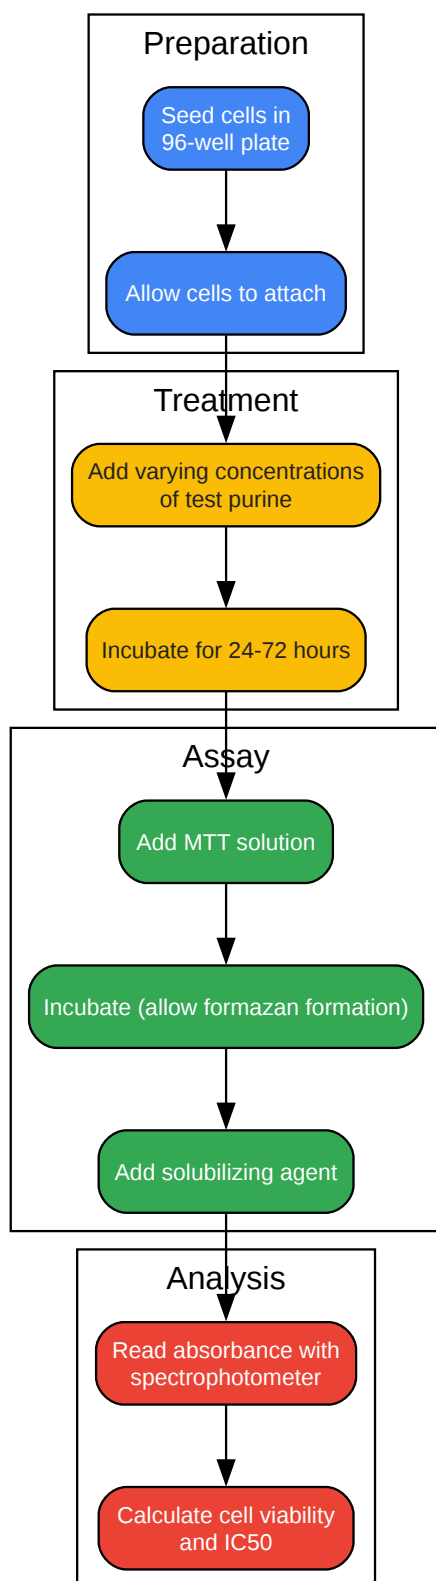 Preparation
Seed cells in
96-well plate
Allow cells to attach
Treatment
Add varying concentrations
of test purine
Incubate for 24-72 hours
Assay
Add MTT solution
Incubate (allow formazan formation)
Add solubilizing agent
Analysis
Read absorbance with
spectrophotometer
Calculate cell viability
and IC50